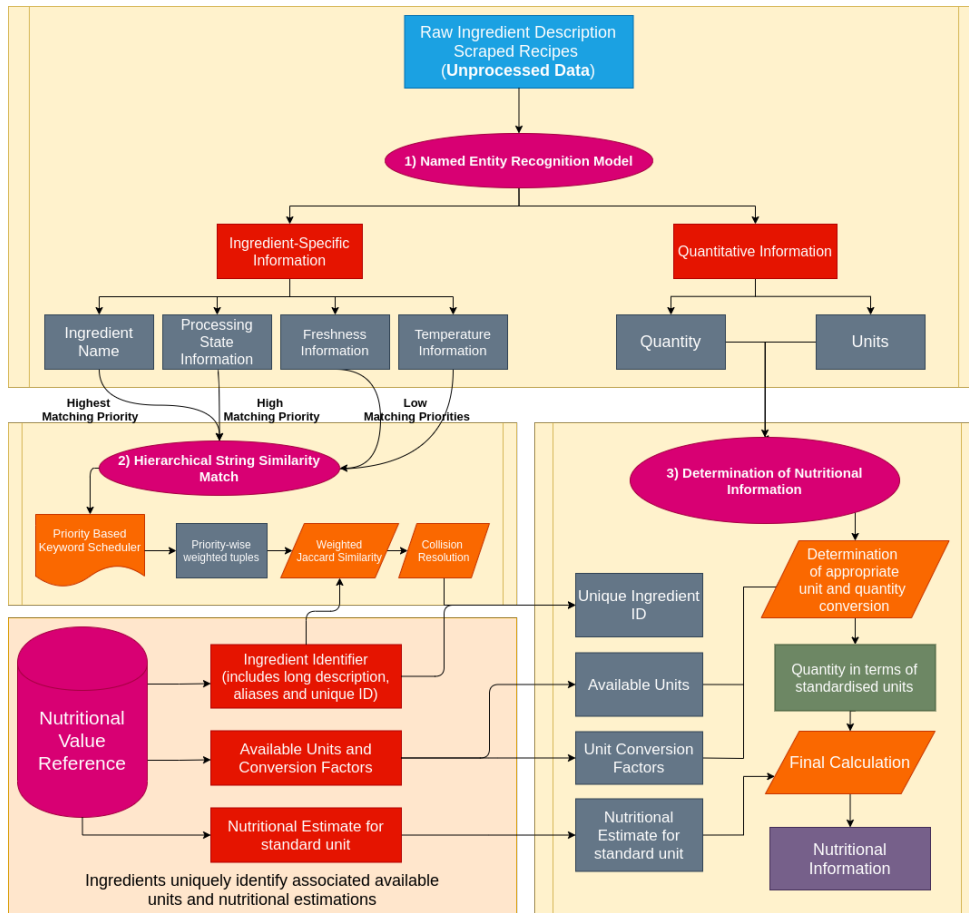 Raw Ingredient Description
Scraped Recipes
(Unprocessed Data)
1) Named Entity Recognition Model
Ingredient-Specific
Information
Quantitative Information
Ingredient
Name
Processing
State
Information
Freshness
Information
Temperature
Information
Quantity
Units
Highest
Matching Priority
High
Matching Priority
Low
Matching Priorities
2) Hierarchical String Similarity
Match
3) Determination of Nutritional
Information
Priority Based
Keyword Scheduler
Priority-wise
weighted tuples
Weighted
Jaccard Similarity
Collision
Resolution
Determination
of appropriate
unit and quantity
conversion
Unique Ingredient
ID
Nutritional
Value
Reference
Ingredient Identifier
(includes long description,
aliases and unique ID)
Available Units
Quantity in terms of
standardised units
Available Units and
Conversion Factors
Unit Conversion
Factors
Final Calculation
Nutritional Estimate for
standard unit
Nutritional
Estimate for
standard unit
Nutritional
Information
Ingredients uniquely identify associated available
units and nutritional estimations